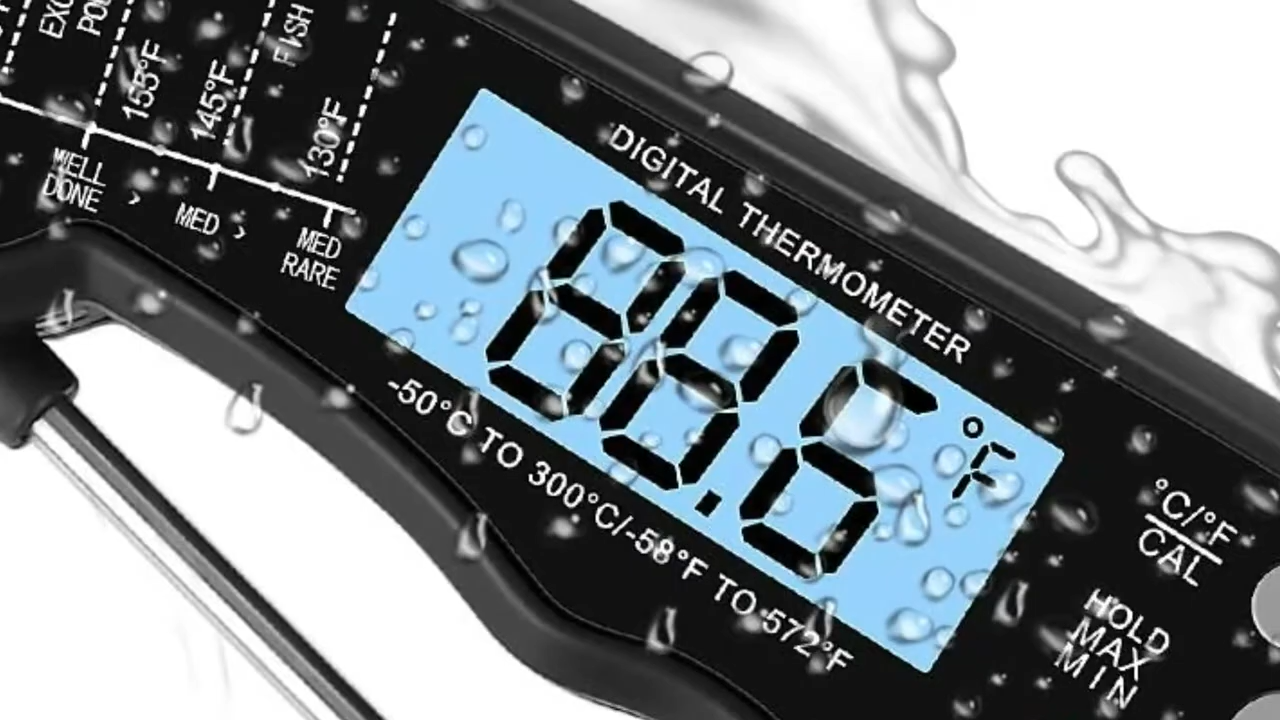 155°F
145°F
FISH
130°F
WELL
DONE
›
MED
›
MED
RARE
DIGITAL THERMOMETER
88.6 °F
-50°C TO 300°C/-58°F TO 572°F
°C/°F
CAL
HOLD
MAX
MIN